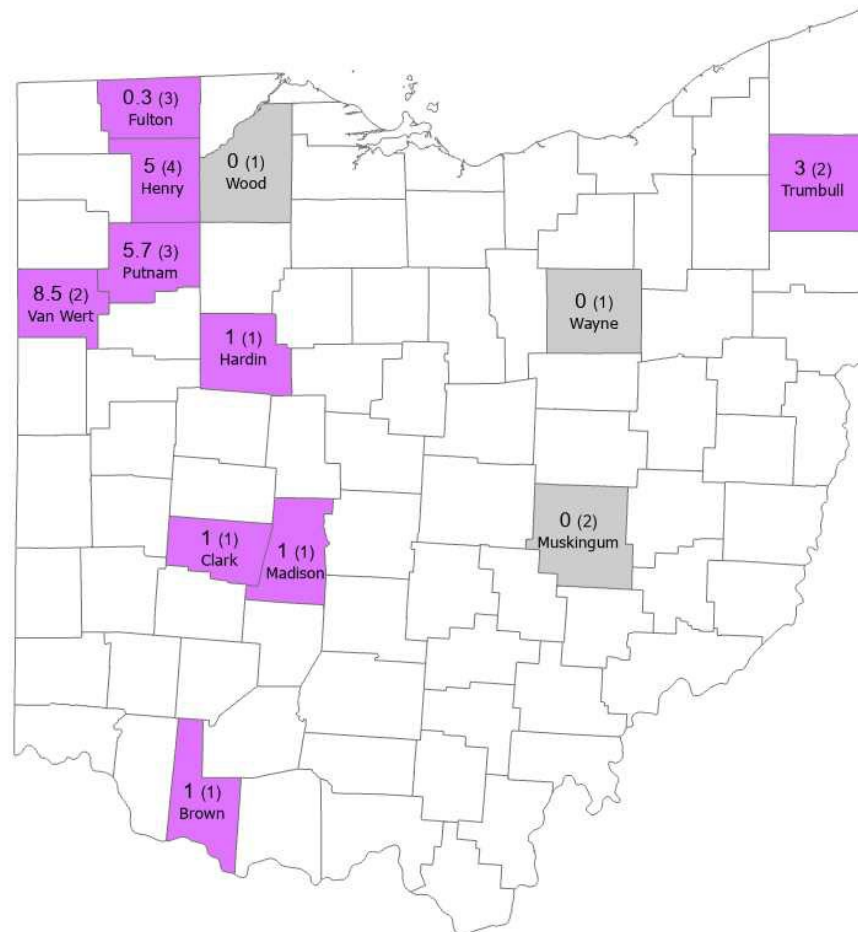 0.3 (3)
Fulton
5 (4)
Henry
0 (1)
Wood
3 (2)
Trumbull
5.7 (3)
Putnam
8.5 (2)
Van Wert
0 (1)
Wayne
1 (1)
Hardin
0 (2)
Muskingum
1 (1)
Clark
1 (1)
Madison
1 (1)
Brown